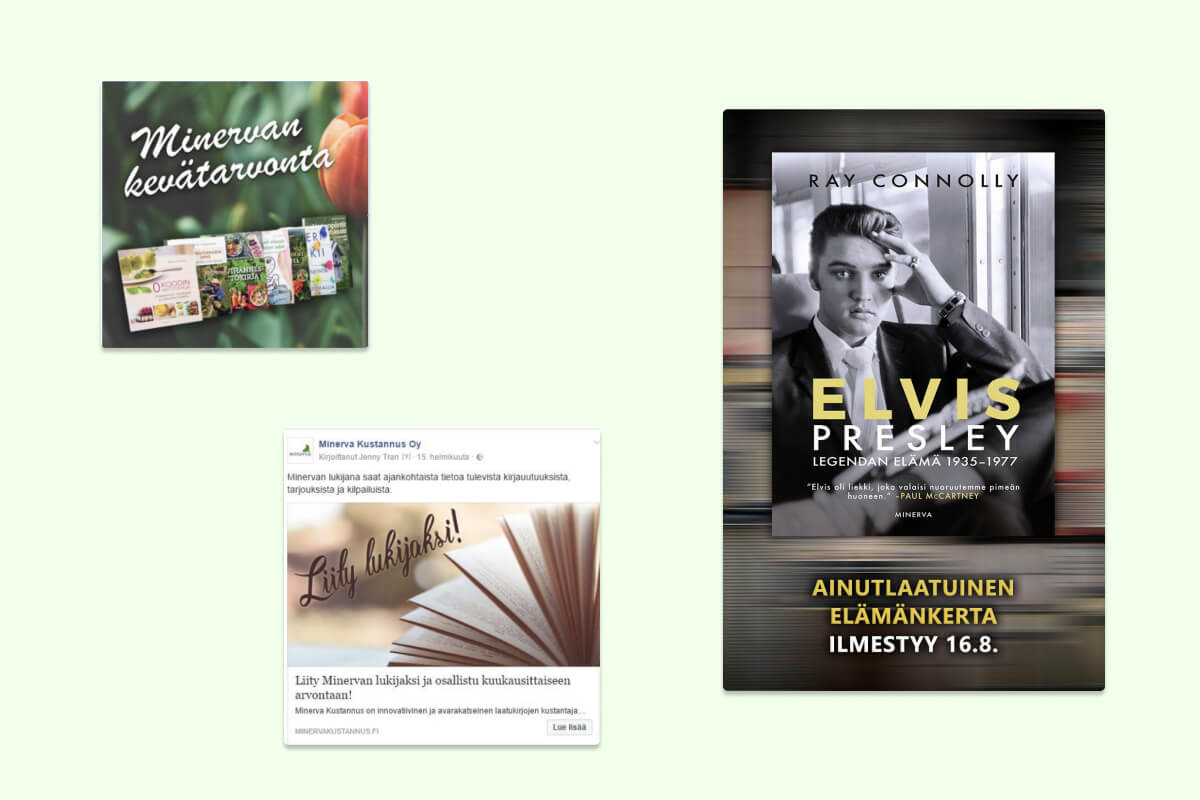 Minervan
kevätarvonta
0 KOODIN
Minerva Kustannus Oy
Kirjoittanut Jenny Tran [?] · 15. helmikuuta ·
Minervan lukijana saat ajankohtaista tietoa tulevista kirjauutuuksista,
tarjouksista ja kilpailuista.
Liity lukijaksi!
Liity Minervan lukijaksi ja osallistu kuukausittaiseen
arvontaan!
Minerva Kustannus on innovatiivinen ja avarakatseinen laatukirjojen kustantaja...
MINERVAKUSTANNUS.FI
Lue lisää
RAY CONNOLLY
ELVIS
PRESLEY
LEGENDAN ELÄMÄ 1935–1977
"Elvis oli liekki, joka valaisi nuoruutemme pimeän
huoneen." –PAUL McCARTNEY
MINERVA
AINUTLAATUINEN
ELÄMÄNKERTA
ILMESTYY 16.8.